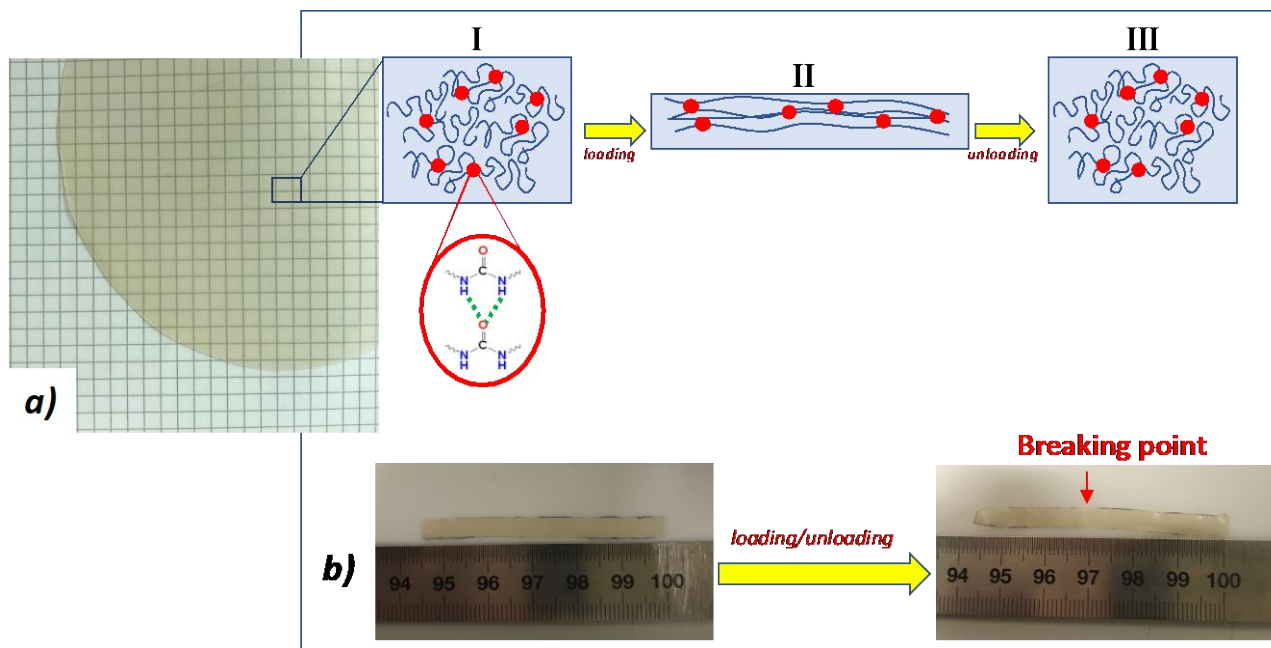 I
II
III
loading
unloading
O
C
N N
H H
O
C
N N
H H
a)
Breaking point
b)
loading/unloading
94 95 96 97 98 99 100
94 95 96 97 98 99 100